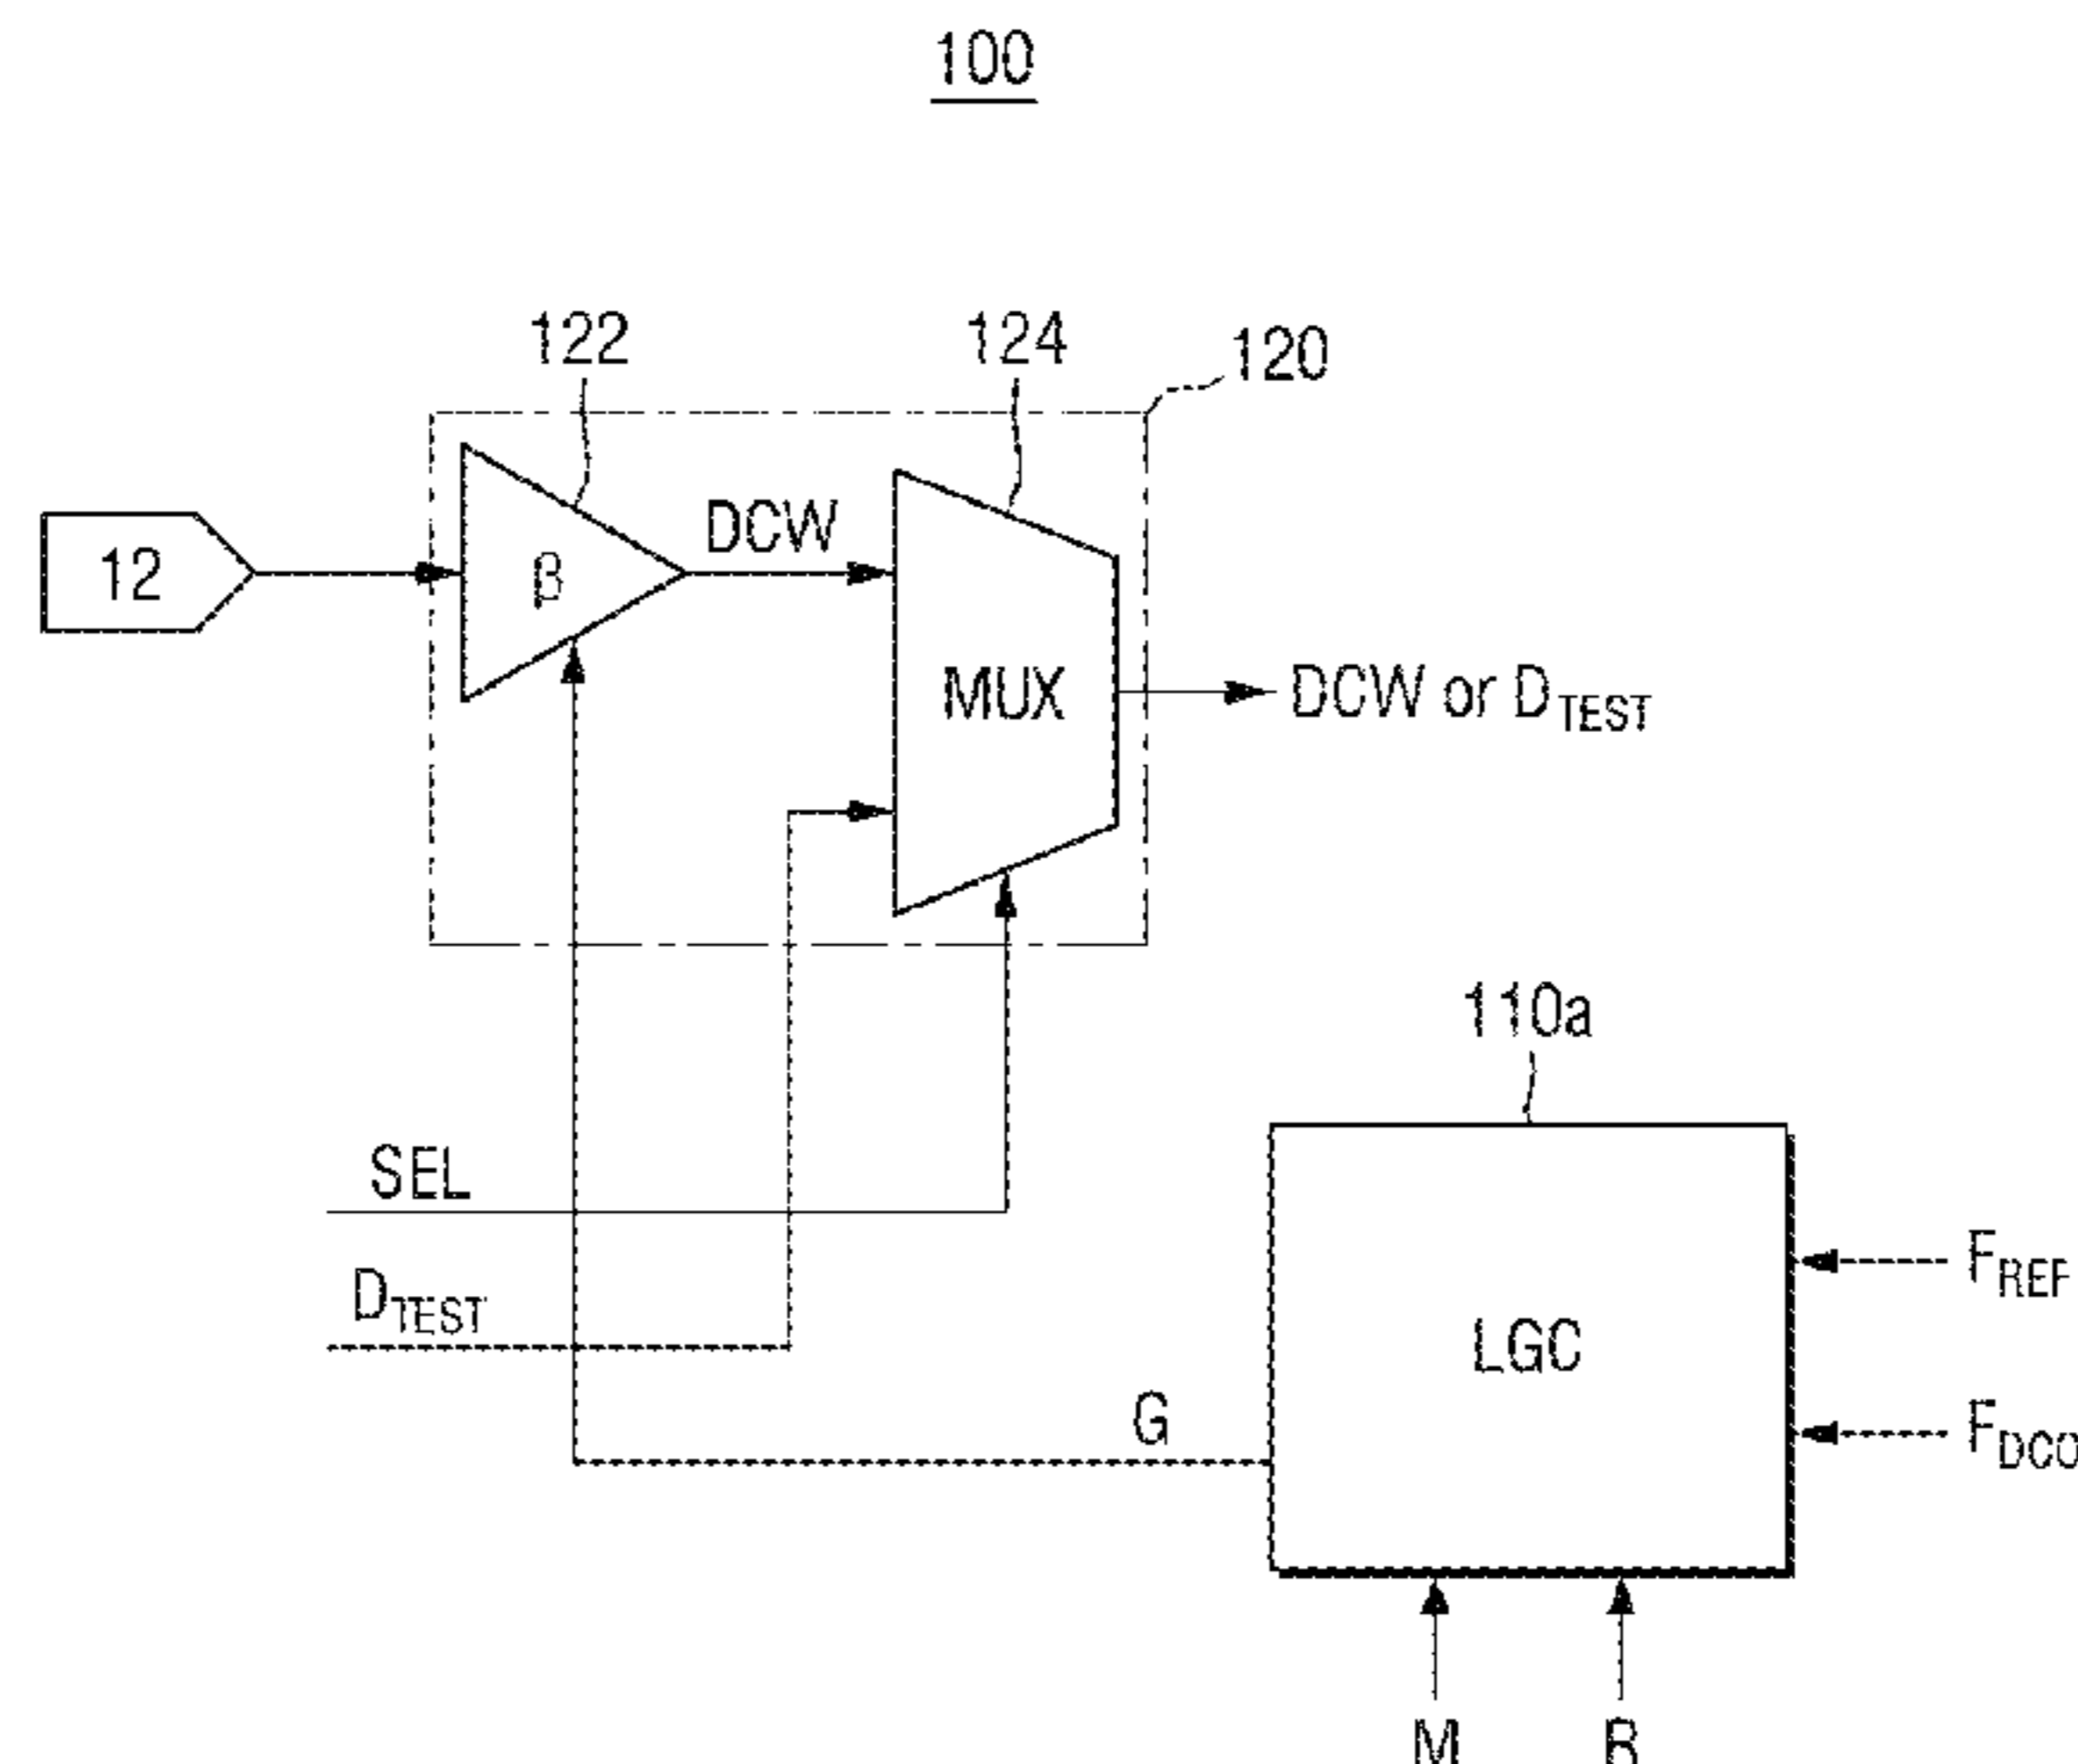 100
122
124
120
12
β
DCW
MUX
DCW or DTEST
110a
SEL
DTEST
G
LGC
FREF
FDCO
M